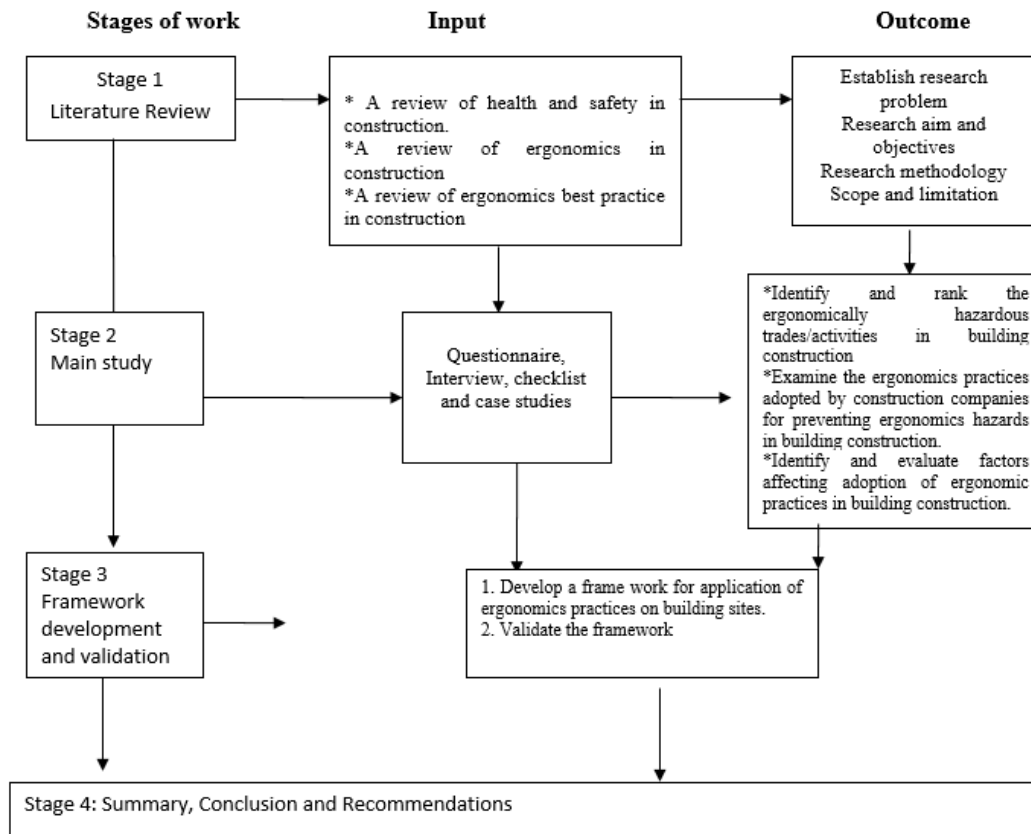 Stages of work
Input
Outcome
Stage 1
Literature Review
* A review of health and safety in
construction.
*A review of ergonomics in
construction
*A review of ergonomics best practice
in construction
Establish research
problem
Research aim and
objectives
Research methodology
Scope and limitation
Stage 2
Main study
Questionnaire,
Interview, checklist
and case studies
*Identify and rank the
ergonomically hazardous
trades/activities in building
construction
*Examine the ergonomics practices
adopted by construction companies
for preventing ergonomics hazards
in building construction.
*Identify and evaluate factors
affecting adoption of ergonomic
practices in building construction.
Stage 3
Framework
development
and validation
1. Develop a frame work for application of
ergonomics practices on building sites.
2. Validate the framework
Stage 4: Summary, Conclusion and Recommendations